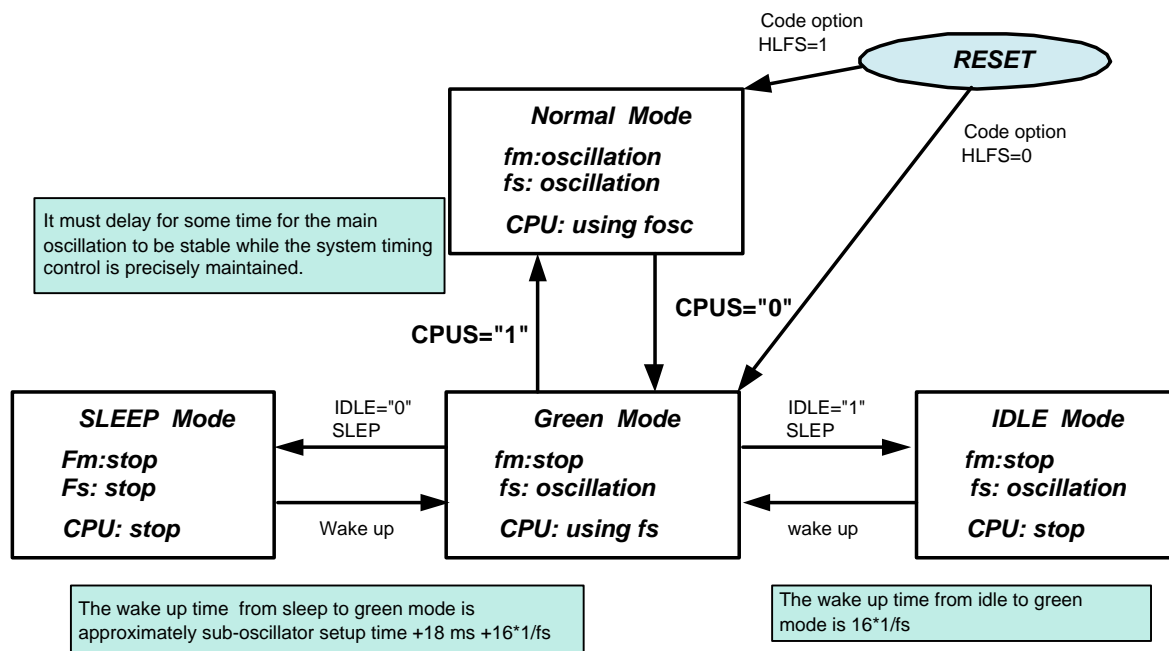 Code option
HLFS=1
RESET
Normal Mode
fm:oscillation
fs: oscillation
CPU: using fosc
Code option
HLFS=0
It must delay for some time for the main
oscillation to be stable while the system timing
control is precisely maintained.
CPUS="1"
CPUS="0"
SLEEP Mode
Fm:stop
Fs: stop
CPU: stop
IDLE="0"
SLEP
Wake up
Green Mode
fm:stop
fs: oscillation
CPU: using fs
IDLE="1"
SLEP
wake up
IDLE Mode
fm:stop
fs: oscillation
CPU: stop
The wake up time from sleep to green mode is
approximately sub-oscillator setup time +18 ms +16*1/fs
The wake up time from idle to green
mode is 16*1/fs